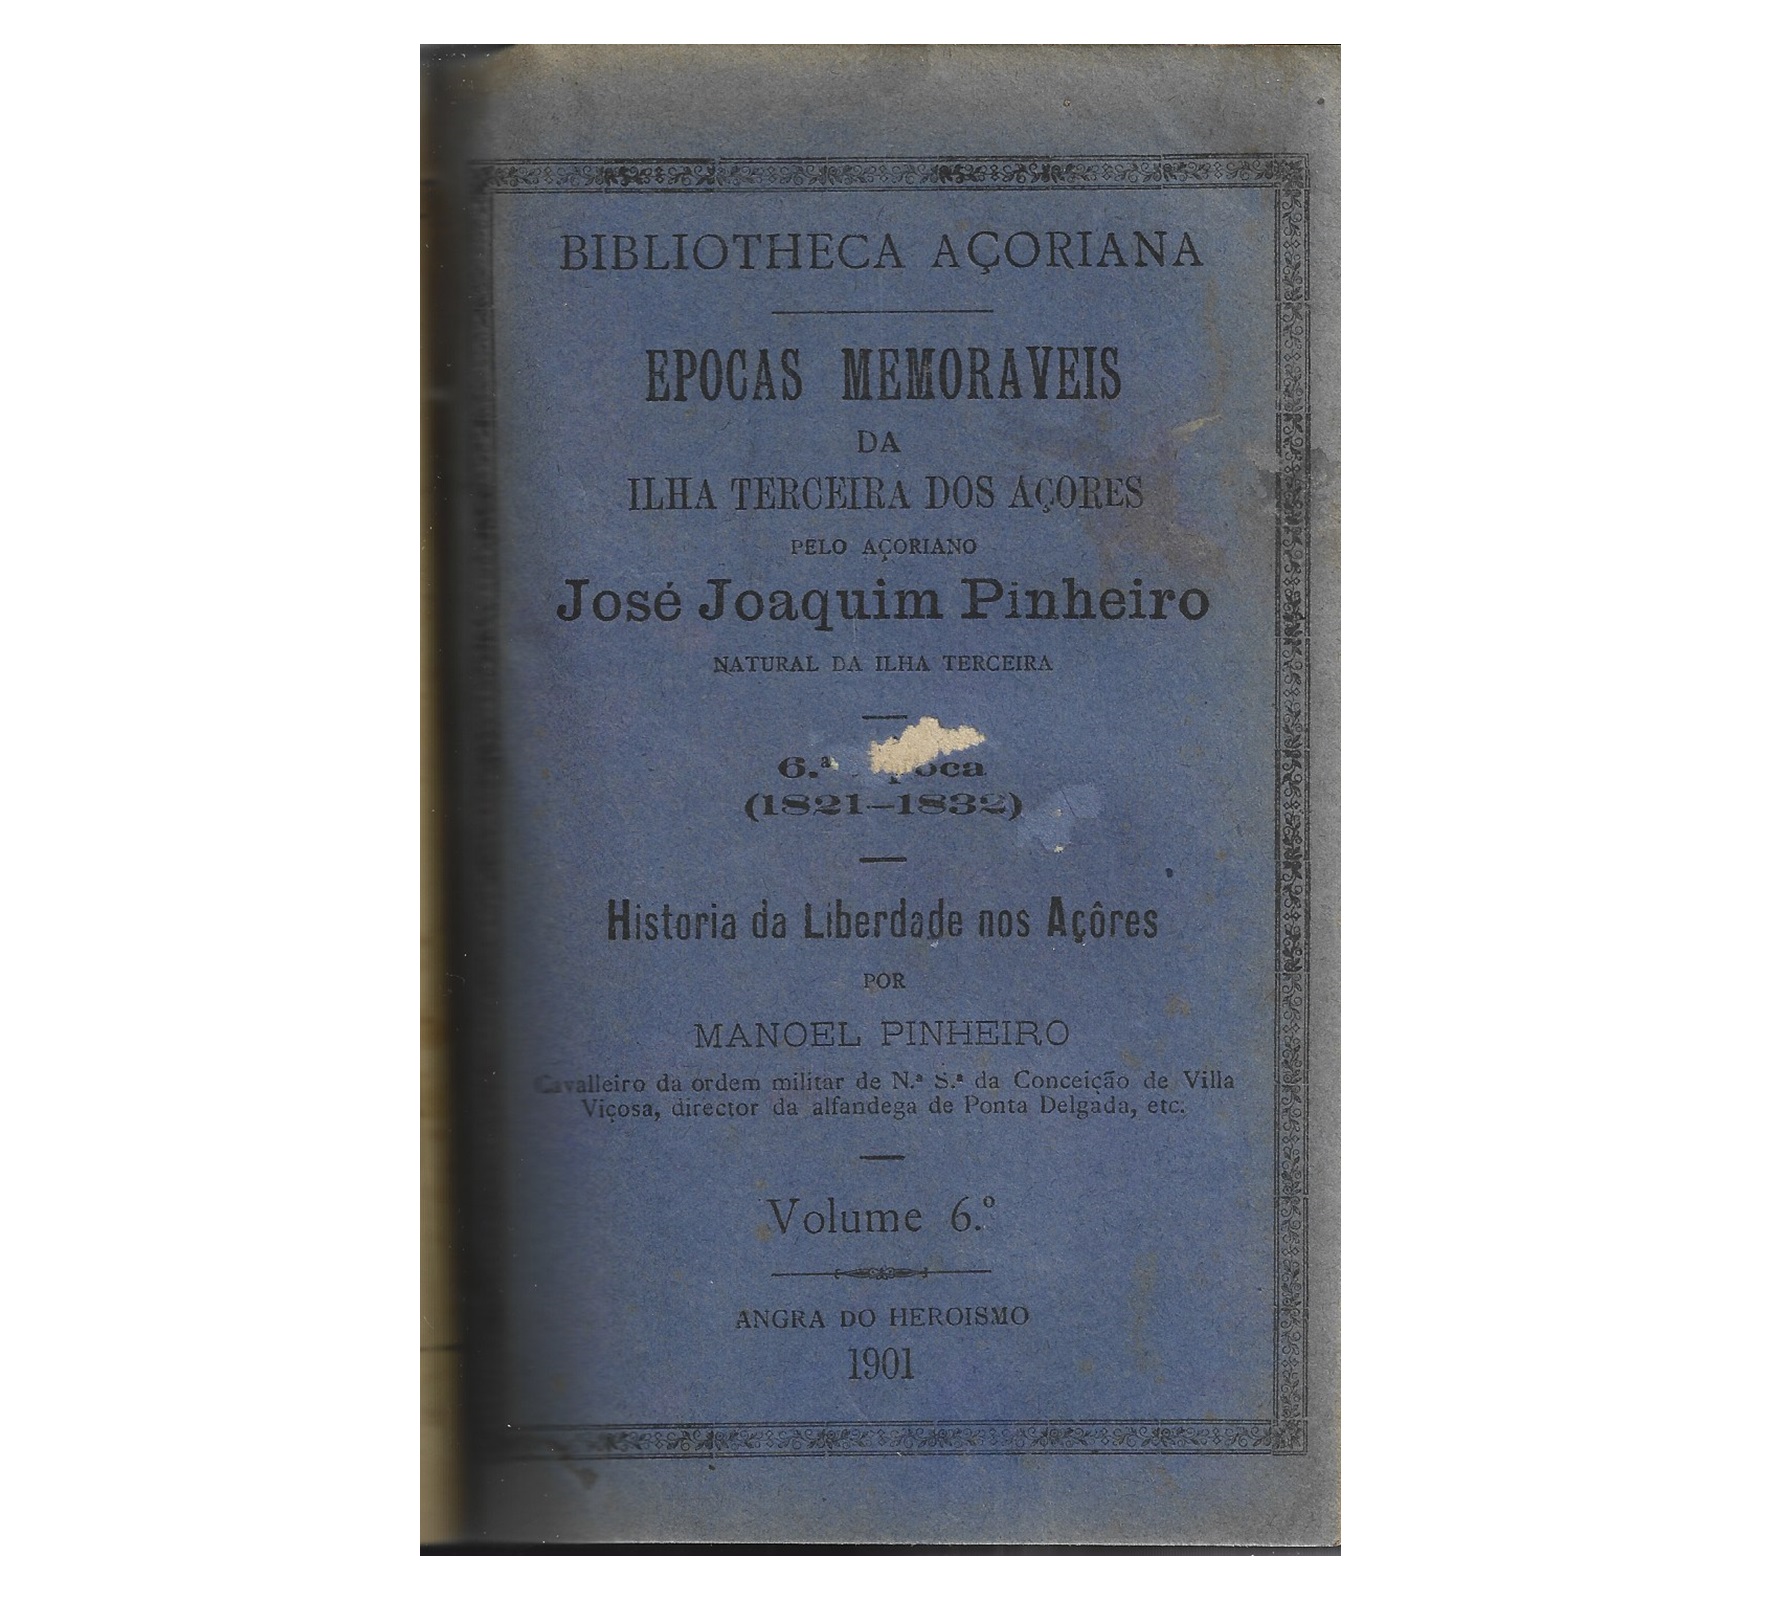 BIBLIOTHECA AÇORIANA
EPOCAS MEMORAVEIS
DA
ILHA TERCEIRA DOS AÇORES
PELO AÇORIANO
José Joaquim Pinheiro
NATURAL DA ILHA TERCEIRA
6.ª
(1821–1832)
Historia da Liberdade nos Açôres
POR
MANOEL PINHEIRO
Cavalleiro da ordem militar de N.ª S.ª da Conceição de Villa
Viçosa, director da alfandega de Ponta Delgada, etc.
Volume 6.º
ANGRA DO HEROISMO
1901